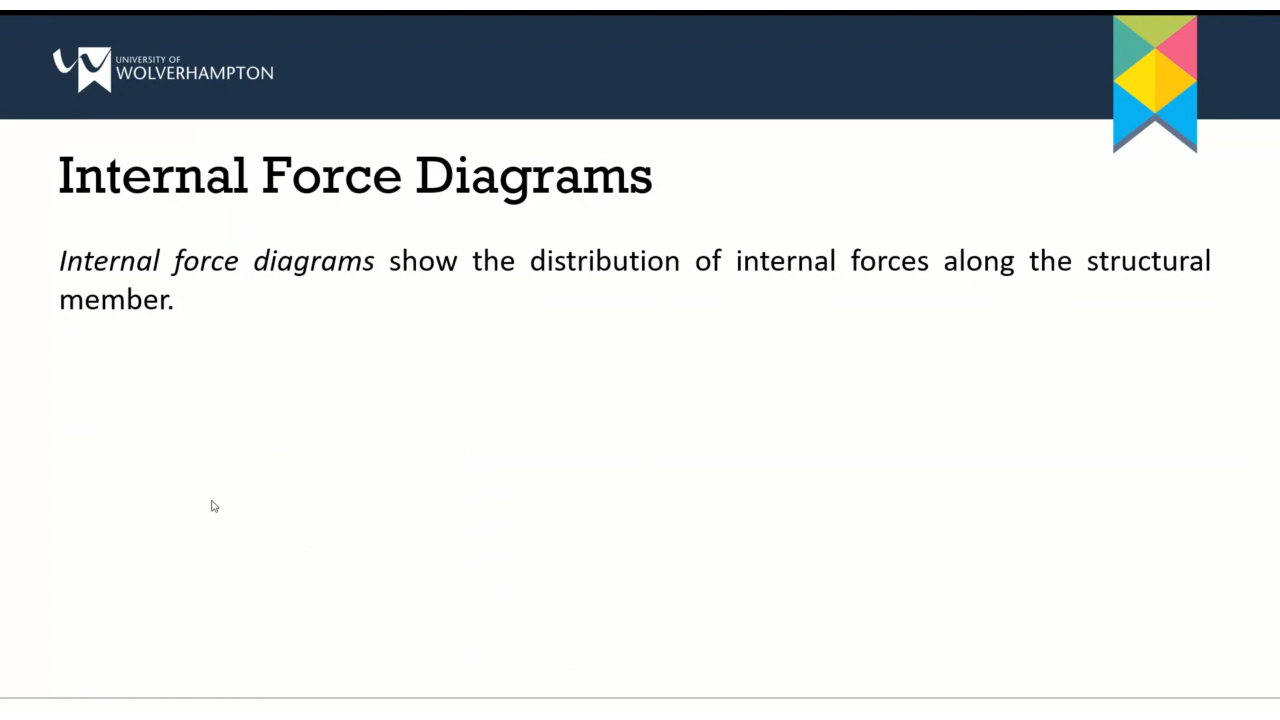 UNIVERSITY OF
WOLVERHAMPTON
Internal Force Diagrams
Internal force diagrams show the distribution of internal forces along the structural
member.